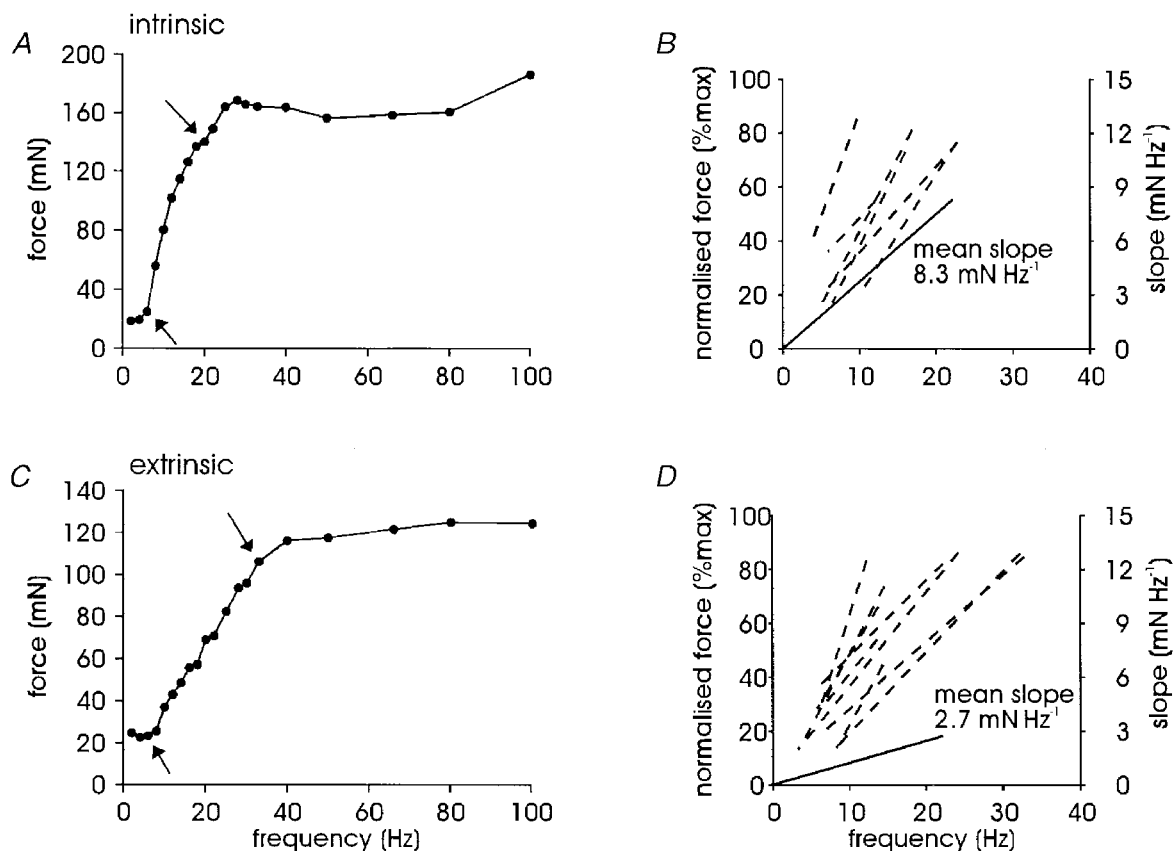 A
intrinsic
200
160
120
80
40
0
force (mN)
0 20 40 60 80 100
B
100
80
60
40
20
0
normalised force (%max)
15
12
9
6
3
0
slope (mN Hz⁻¹)
mean slope
8.3 mN Hz⁻¹
0 10 20 30 40
C
extrinsic
140
120
100
80
60
40
20
0
force (mN)
0 20 40 60 80 100
frequency (Hz)
D
100
80
60
40
20
0
normalised force (%max)
15
12
9
6
3
0
slope (mN Hz⁻¹)
mean slope
2.7 mN Hz⁻¹
0 10 20 30 40
frequency (Hz)